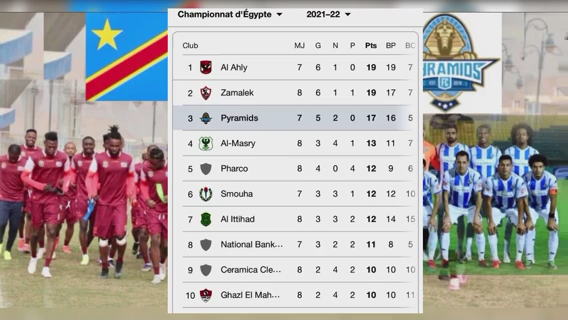 Championnat d'Égypte 2021–22
Club MJ G N P Pts BP BC
1 Al Ahly 7 6 1 0 19 19 7
2 Zamalek 8 6 1 1 19 17 7
3 Pyramids 7 5 2 0 17 16 5
4 Al-Masry 8 3 4 1 13 11 7
5 Pharco 8 4 0 4 12 9 6
6 Smouha 7 3 3 1 12 12 10
7 Al Ittihad 8 3 3 2 12 14 15
8 National Bank... 7 3 2 2 11 8 5
9 Ceramica Cle... 8 2 4 2 10 10 10
10 Ghazl El Mah... 8 2 4 2 10 10 11
FC